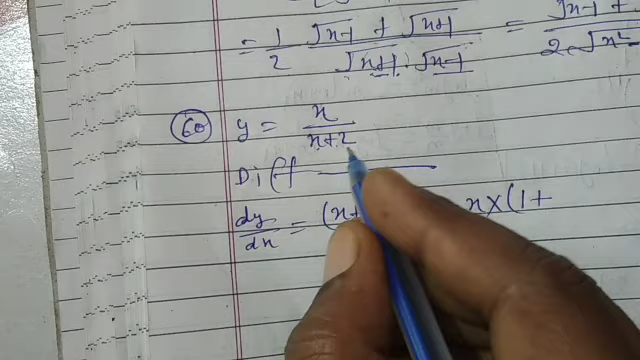 = 1/2 √x-1 + √x+1 / √x+1 · √x-1 = √x-1 + / 2√x² -
60 y = x / x+2
Diff
dy/dx = (x+ x×(1+